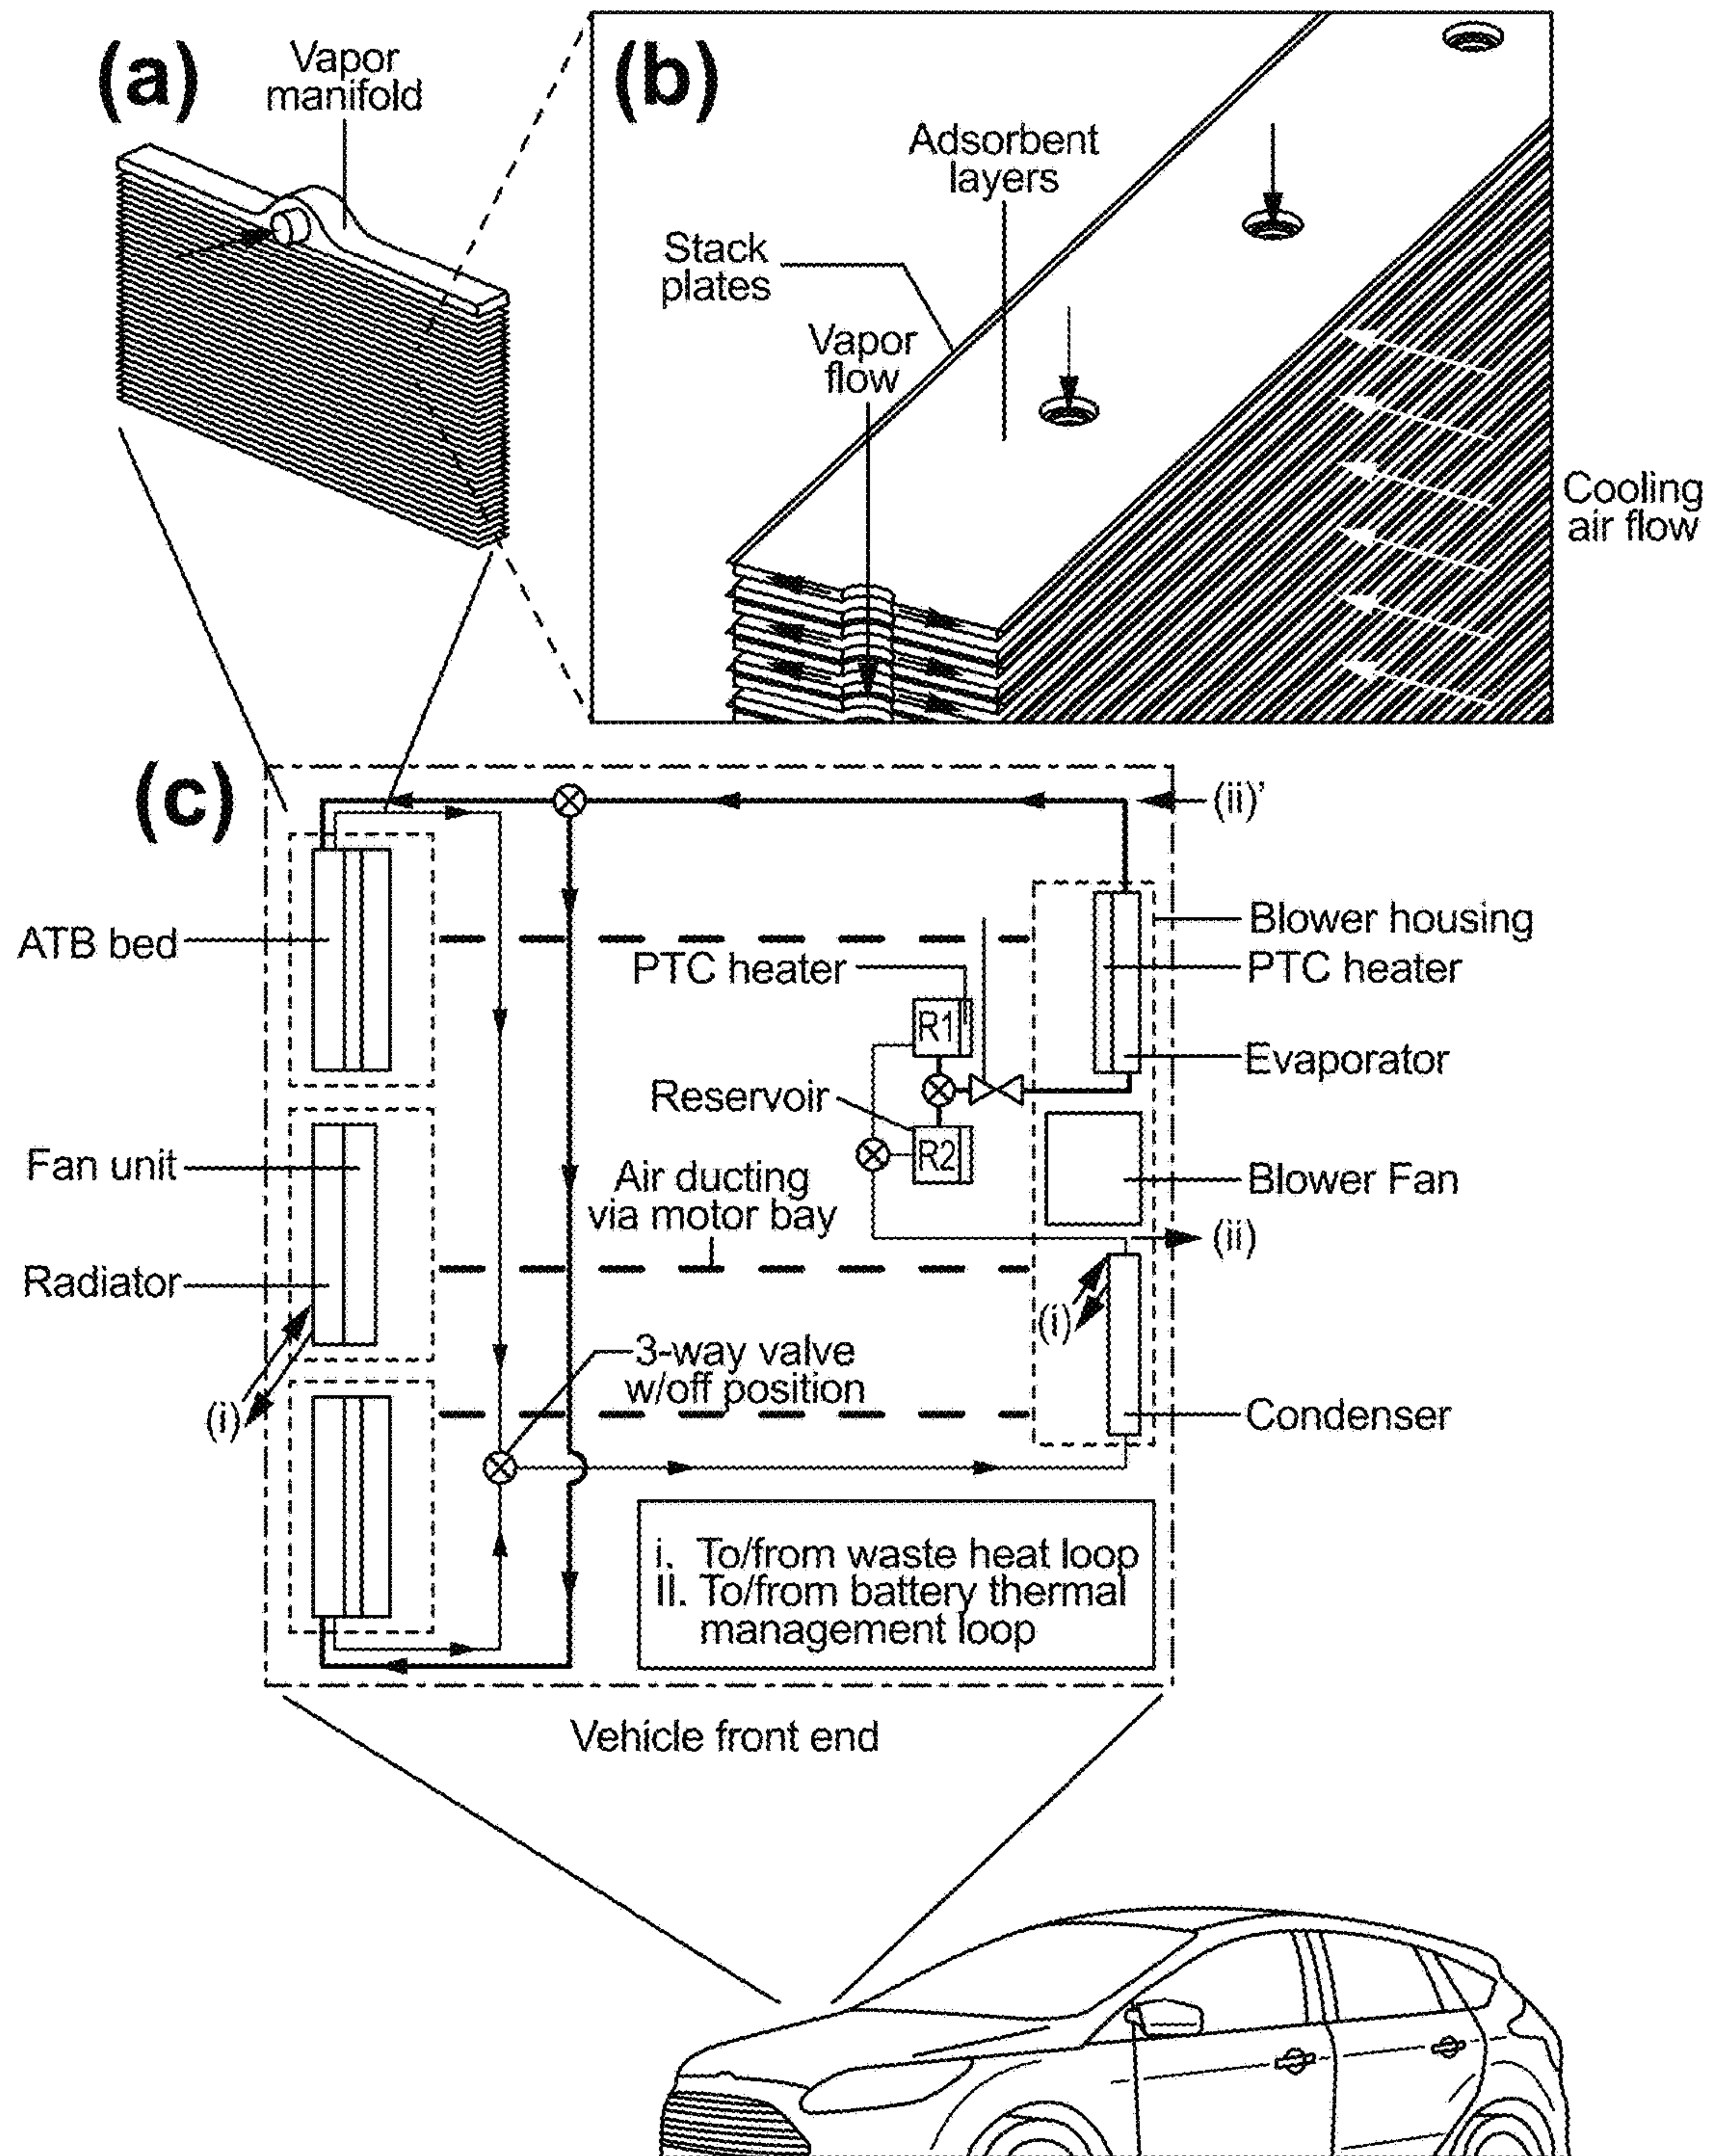 (a)
Vapor
manifold
(b)
Adsorbent
layers
Stack
plates
Vapor
flow
Cooling
air flow
(c)
(ii)’
ATB bed
Blower housing
PTC heater
PTC heater
R1
Evaporator
Reservoir
R2
Fan unit
Air ducting
via motor bay
Blower Fan
(ii)
Radiator
(i)
3-way valve
w/off position
(i)
Condenser
i. To/from waste heat loop
II. To/from battery thermal
management loop
Vehicle front end